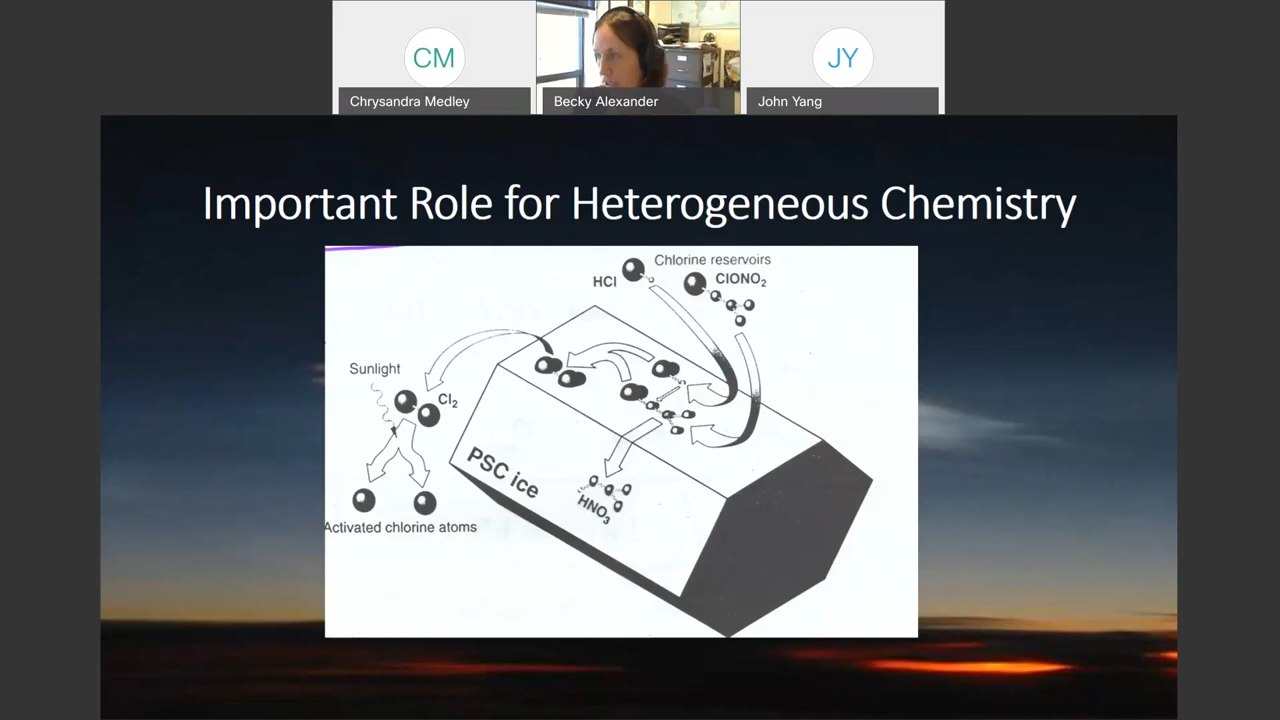 CM
JY
Chrysandra Medley
Becky Alexander
John Yang
Important Role for Heterogeneous Chemistry
Chlorine reservoirs
HCl
ClONO₂
Sunlight
Cl₂
PSC ice
HNO₃
Activated chlorine atoms